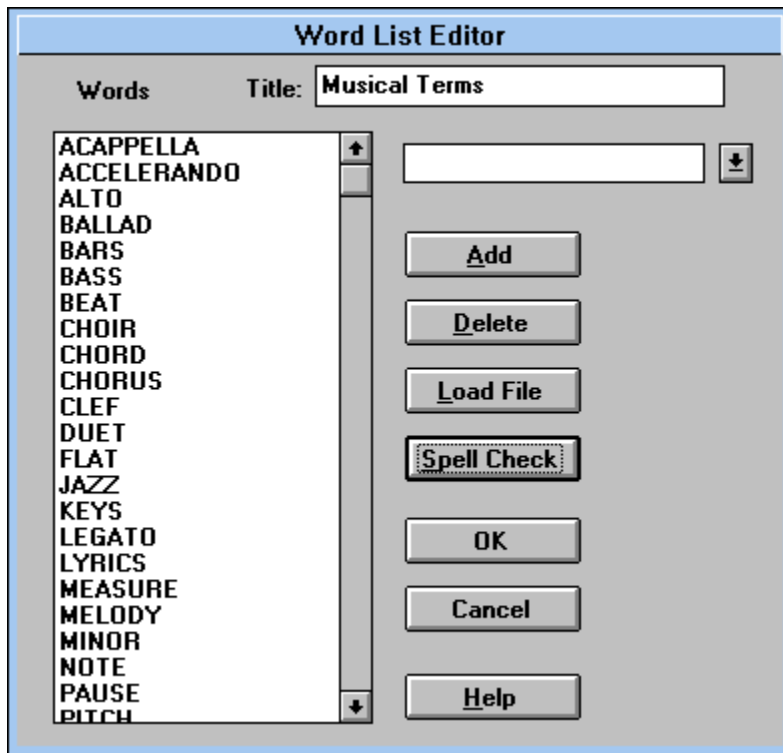 Word List Editor
Words Title: Musical Terms
ACAPPELLA
ACCELERANDO
ALTO
BALLAD
BARS
BASS
BEAT
CHOIR
CHORD
CHORUS
CLEF
DUET
FLAT
JAZZ
KEYS
LEGATO
LYRICS
MEASURE
MELODY
MINOR
NOTE
PAUSE
PITCH
Add
Delete
Load File
Spell Check
OK
Cancel
Help